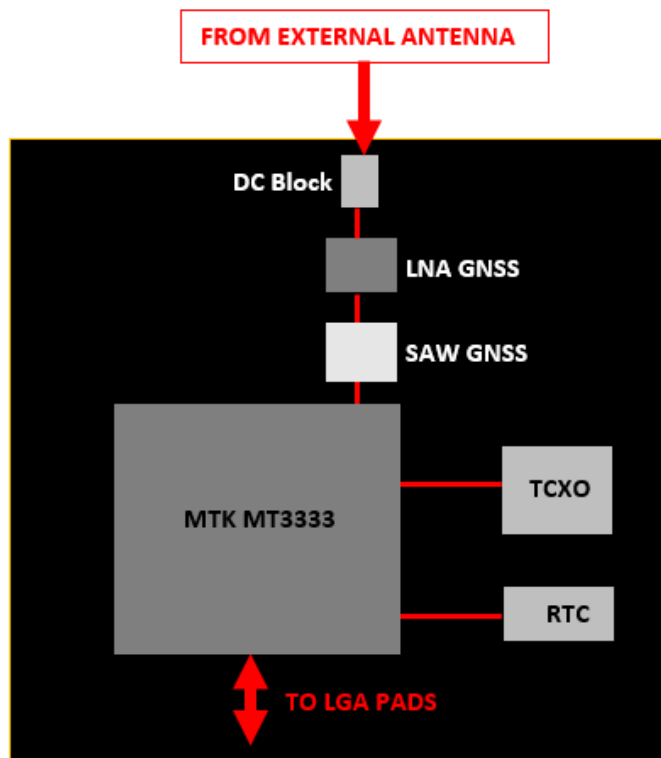 FROM EXTERNAL ANTENNA
DC Block
LNA GNSS
SAW GNSS
MTK MT3333
TCXO
RTC
TO LGA PADS